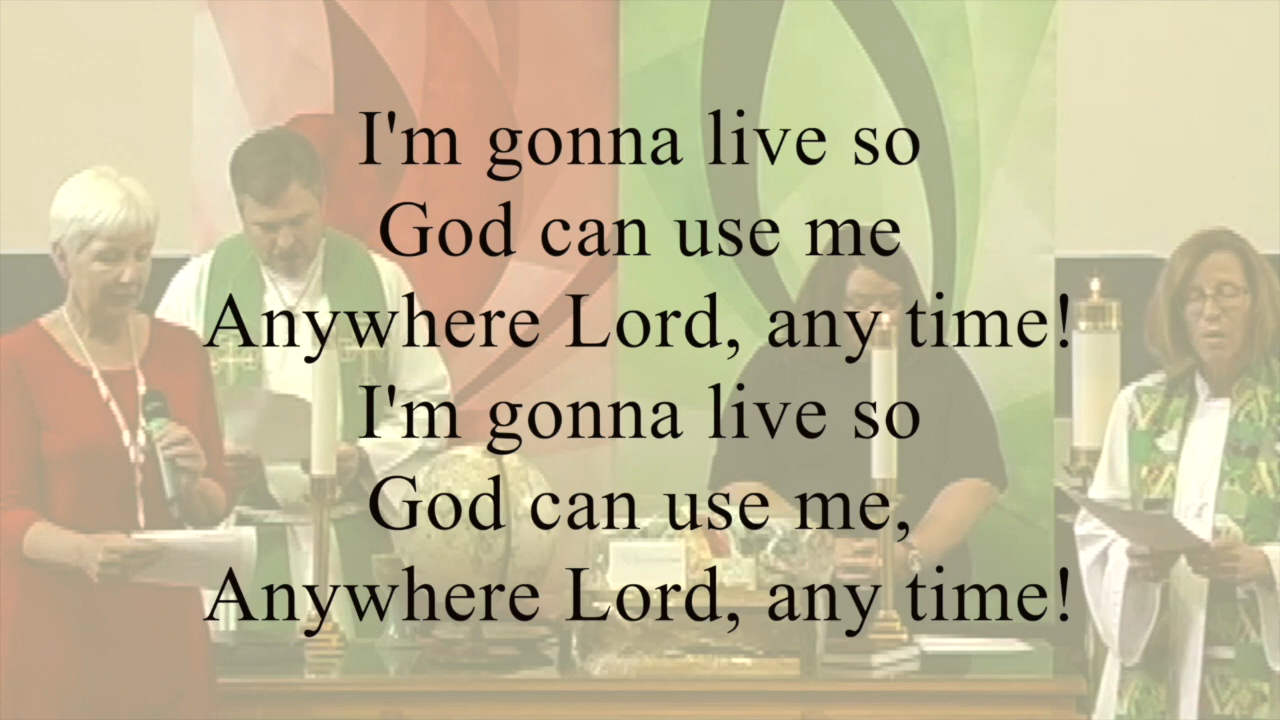 I'm gonna live so
God can use me
Anywhere Lord, any time!
I'm gonna live so
God can use me,
Anywhere Lord, any time!